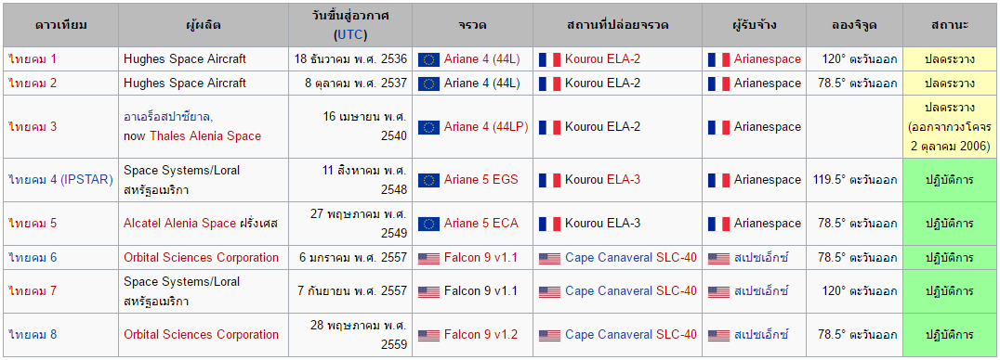 ดาวเทียม ผู้ผลิต วันขึ้นสู่อวกาศ (UTC) จรวด สถานที่ปล่อยจรวด ผู้รับจ้าง ลองจิจูด สถานะ
ไทยคม 1 Hughes Space Aircraft 18 ธันวาคม พ.ศ. 2536 Ariane 4 (44L) Kourou ELA-2 Arianespace 120° ตะวันออก ปลดระวาง
ไทยคม 2 Hughes Space Aircraft 8 ตุลาคม พ.ศ. 2537 Ariane 4 (44L) Kourou ELA-2 Arianespace 78.5° ตะวันออก ปลดระวาง
ไทยคม 3 อาเอร็อสปาซียาล, now Thales Alenia Space 16 เมษายน พ.ศ. 2540 Ariane 4 (44LP) Kourou ELA-2 Arianespace ปลดระวาง (ออกจากวงโคจร 2 ตุลาคม 2006)
ไทยคม 4 (IPSTAR) Space Systems/Loral สหรัฐอเมริกา 11 สิงหาคม พ.ศ. 2548 Ariane 5 EGS Kourou ELA-3 Arianespace 119.5° ตะวันออก ปฏิบัติการ
ไทยคม 5 Alcatel Alenia Space ฝรั่งเศส 27 พฤษภาคม พ.ศ. 2549 Ariane 5 ECA Kourou ELA-3 Arianespace 78.5° ตะวันออก ปฏิบัติการ
ไทยคม 6 Orbital Sciences Corporation 6 มกราคม พ.ศ. 2557 Falcon 9 v1.1 Cape Canaveral SLC-40 สเปซเอ็กซ์ 78.5° ตะวันออก ปฏิบัติการ
ไทยคม 7 Space Systems/Loral สหรัฐอเมริกา 7 กันยายน พ.ศ. 2557 Falcon 9 v1.1 Cape Canaveral SLC-40 สเปซเอ็กซ์ 120° ตะวันออก ปฏิบัติการ
ไทยคม 8 Orbital Sciences Corporation 28 พฤษภาคม พ.ศ. 2559 Falcon 9 v1.2 Cape Canaveral SLC-40 สเปซเอ็กซ์ 78.5° ตะวันออก ปฏิบัติการ